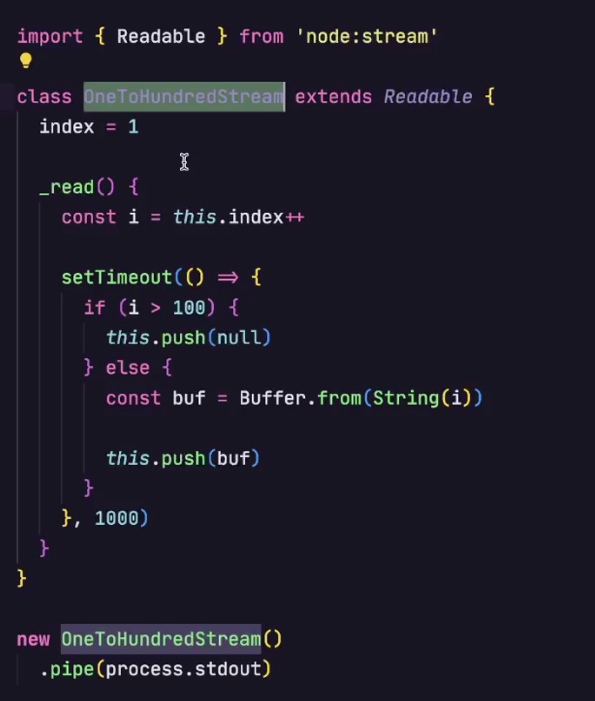 import { Readable } from 'node:stream'
class OneToHundredStream extends Readable {
index = 1
_read() {
const i = this.index++
setTimeout(() => {
if (i > 100) {
this.push(null)
} else {
const buf = Buffer.from(String(i))
this.push(buf)
}
}, 1000)
}
}
new OneToHundredStream()
.pipe(process.stdout)